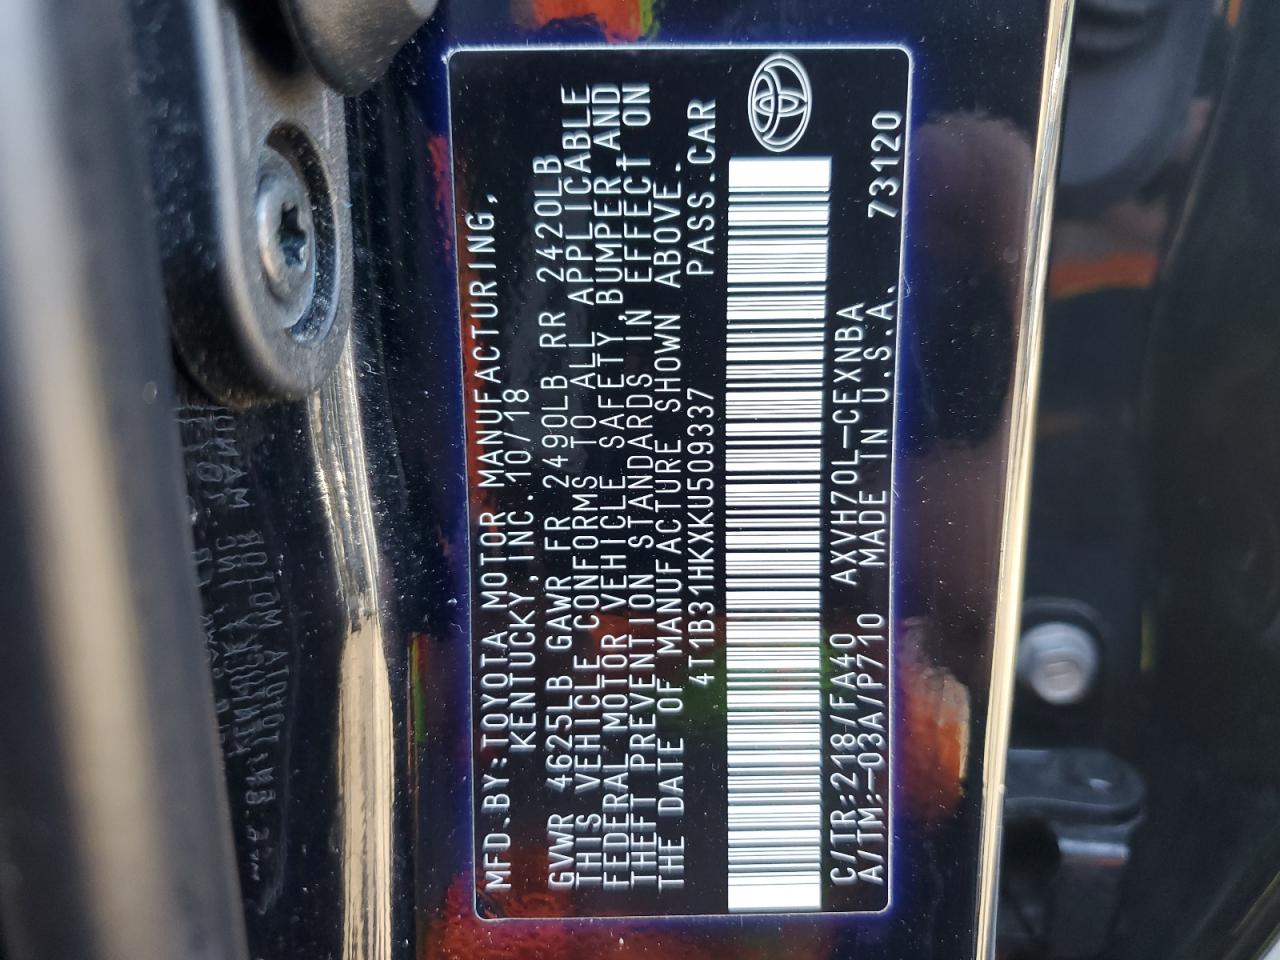 MFD.BY:TOYOTA MOTOR MANUFACTURING,
KENTUCKY,INC.10/18
GVWR 4625LB GAWR FR 2490LB RR 2420LB
THIS VEHICLE CONFORMS TO ALL APPLICABLE
FEDERAL MOTOR VEHICLE SAFETY,BUMPER,AND
THEFT PREVENTION STANDARDS IN EFFECT ON
THE DATE OF MANUFACTURE SHOWN ABOVE.
4T1B31HKXKU509337 PASS.CAR
C/TR:218/FA40 AXVH70L-CEXNBA 73120
A/TM:-03A/P710 MADE IN U.S.A.